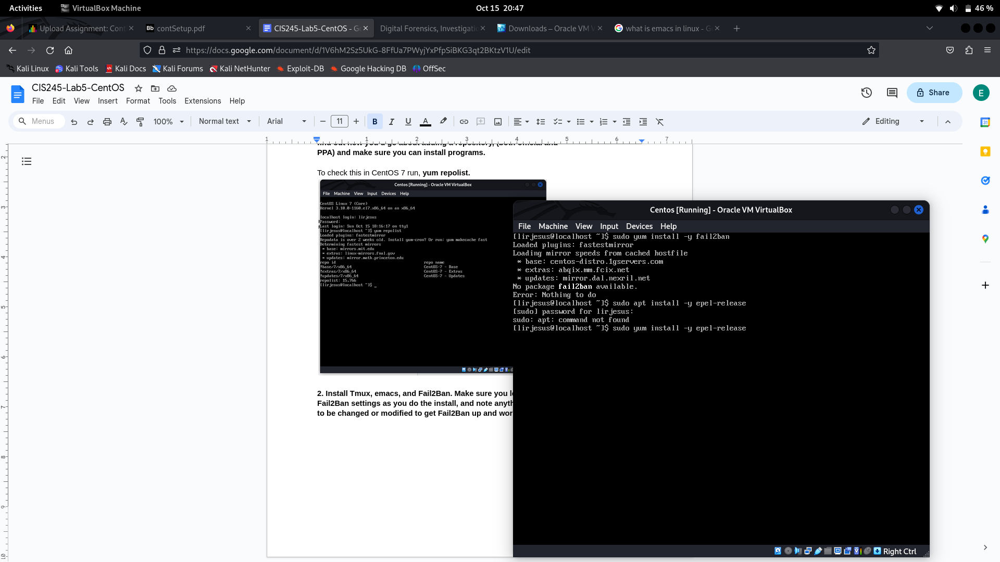 Activities
VirtualBox Machine
Oct 15 20:47
46 %
Upload Assignment: Cont
contSetup.pdf
CIS245-Lab5-CentOS - Go
Digital Forensics, Investigatio
Downloads – Oracle VM V
what is emacs in linux - G
https://docs.google.com/document/d/1V6hM2Sz5UkG-8FfUa7PWyjYxPfpSiBKG3qt2BKtzV1U/edit
Kali Linux
Kali Tools
Kali Docs
Kali Forums
Kali NetHunter
Exploit-DB
Google Hacking DB
OffSec
CIS245-Lab5-CentOS
File Edit View Insert Format Tools Extensions Help
Share
E
Menus
100%
Normal text
Arial
11
B I U A
Editing
1 1 2 3 4 5 6 7
PPA) and make sure you can install programs.
To check this in CentOS 7 run, yum repolist.
Centos [Running] - Oracle VM VirtualBox
File Machine View Input Devices Help
CentOS Linux 7 (Core)
Kernel 3.10.0-1160.el7.x86_64 on an x86_64
localhost login: lirjesus
Password:
Last login: Sun Oct 15 18:16:17 on tty1
[lirjesus@localhost ~]$ yum repolist
Loaded plugins: fastestmirror
Repodata is over 2 weeks old. Install yum-cron? Or run: yum makecache fast
Determining fastest mirrors
* base: mirrors.mit.edu
* extras: linux-mirrors.fnal.gov
* updates: mirror.math.princeton.edu
repo id repo name
!base/7/x86_64 CentOS-7 - Base
!extras/7/x86_64 CentOS-7 - Extras
!updates/7/x86_64 CentOS-7 - Updates
repolist: 15,766
[lirjesus@localhost ~]$ _
2. Install Tmux, emacs, and Fail2Ban. Make sure you l
Fail2Ban settings as you do the install, and note anyth
to be changed or modified to get Fail2Ban up and wor
Centos [Running] - Oracle VM VirtualBox
File Machine View Input Devices Help
[lirjesus@localhost ~]$ sudo yum install -y fail2ban
Loaded plugins: fastestmirror
Loading mirror speeds from cached hostfile
* base: centos-distro.1gservers.com
* extras: abqix.mm.fcix.net
* updates: mirror.dal.nexril.net
No package fail2ban available.
Error: Nothing to do
[lirjesus@localhost ~]$ sudo apt install -y epel-release
[sudo] password for lirjesus:
sudo: apt: command not found
[lirjesus@localhost ~]$ sudo yum install -y epel-release
Right Ctrl